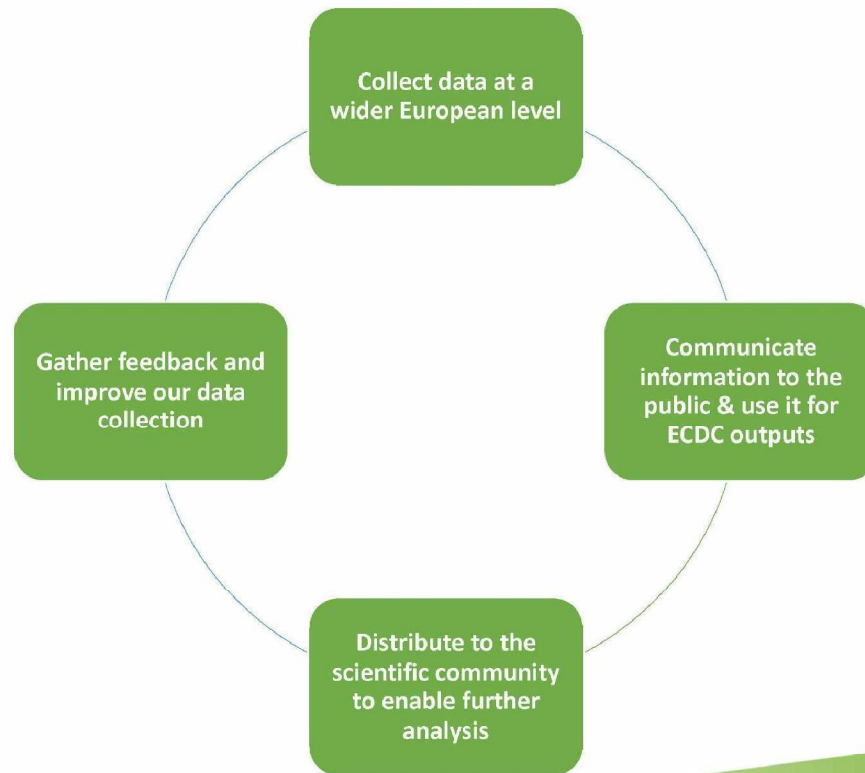 Collect data at a
wider European level
Communicate
information to the
public & use it for
ECDC outputs
Distribute to the
scientific community
to enable further
analysis
Gather feedback and
improve our data
collection